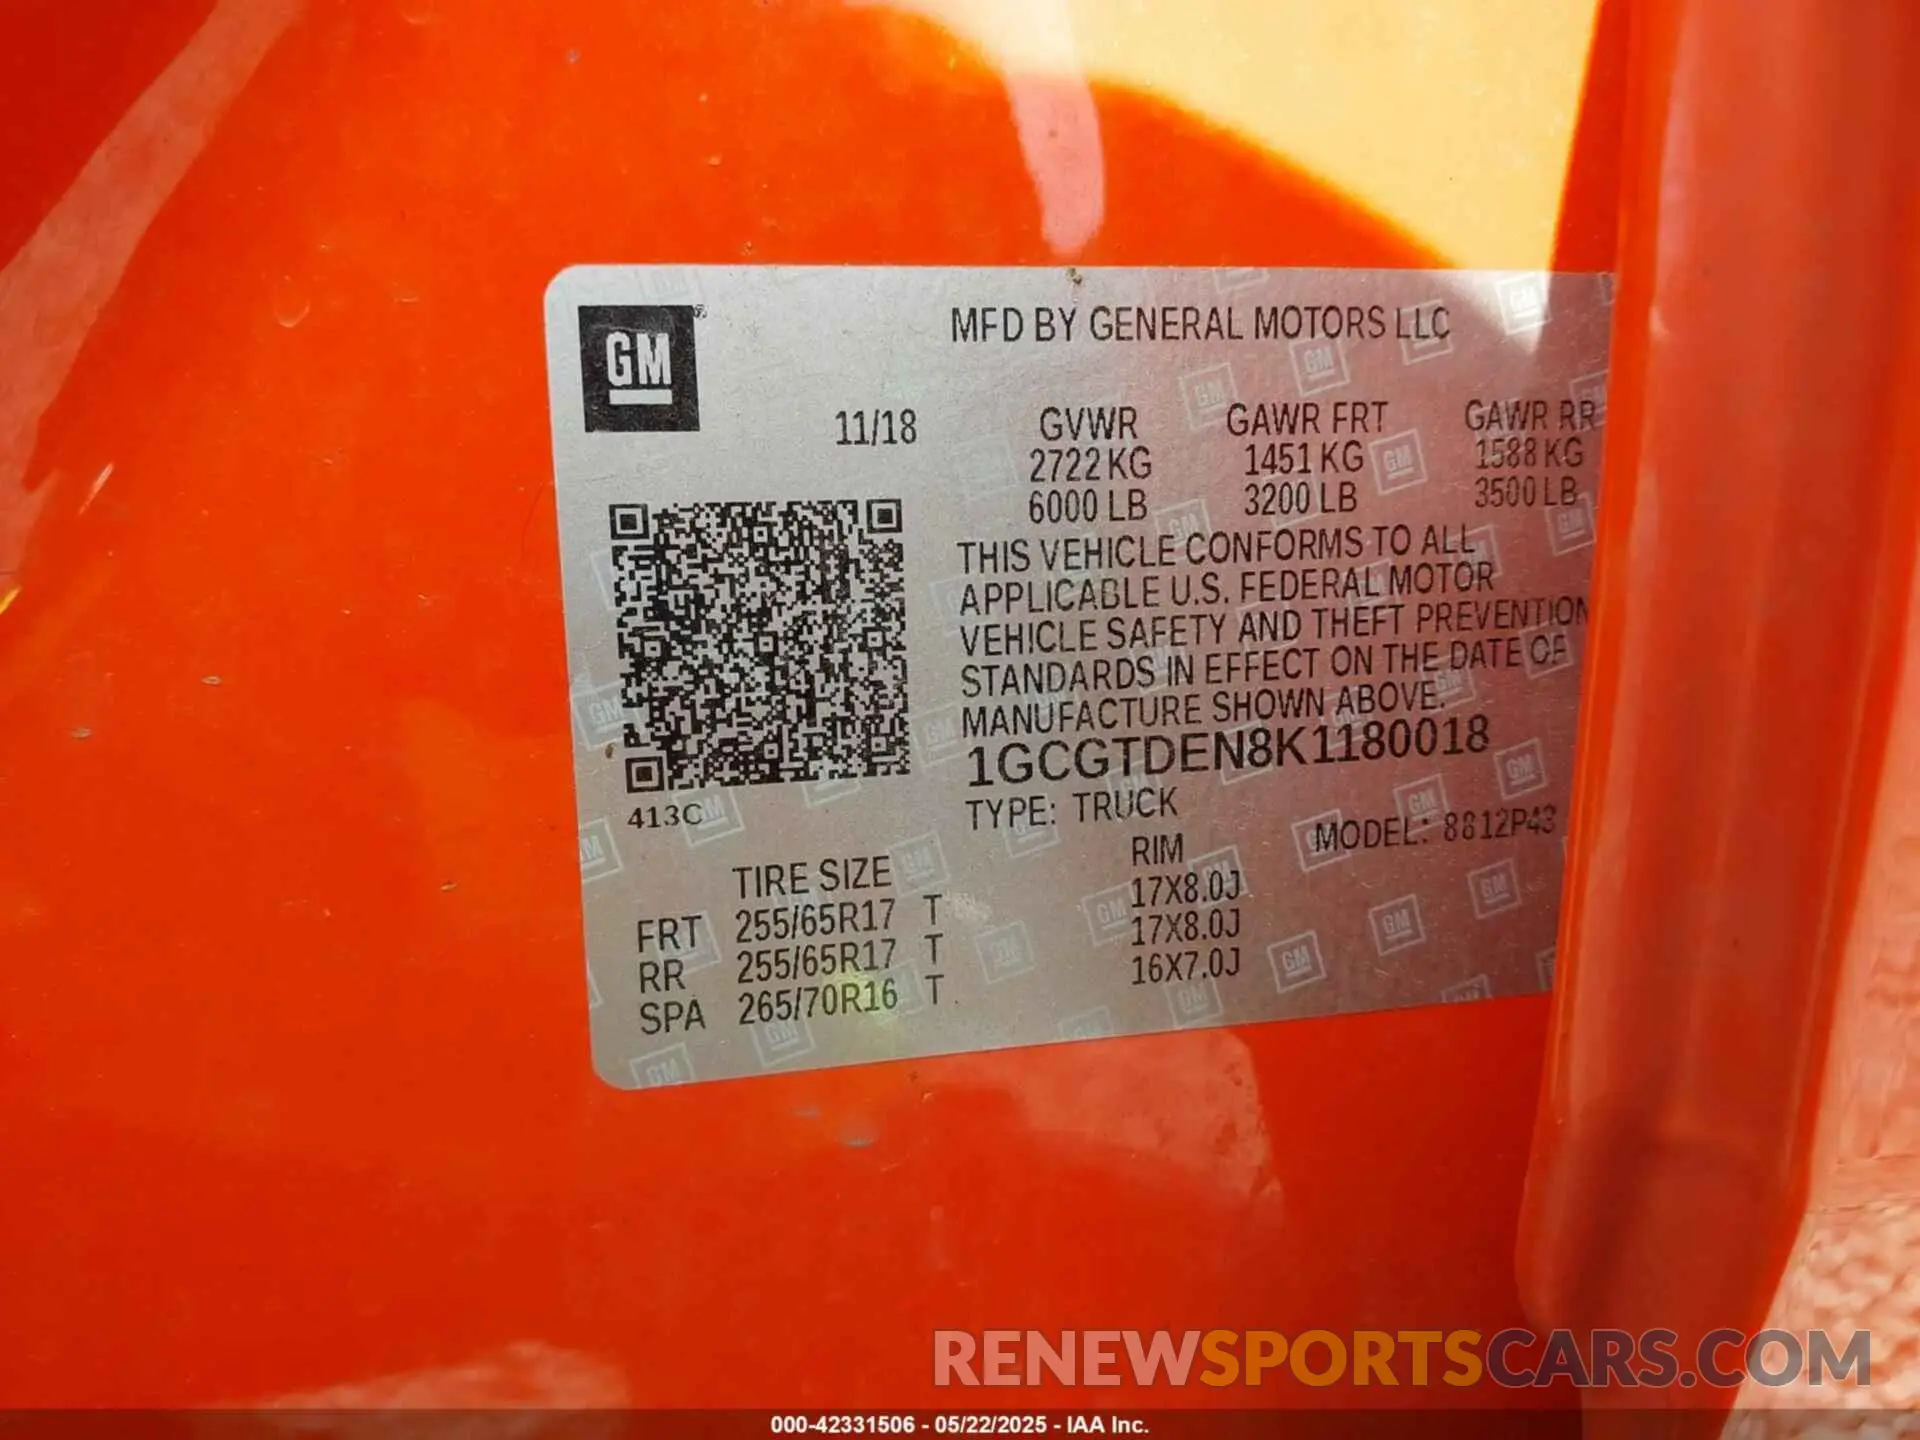 GM
MFD BY GENERAL MOTORS LLC
11/18
GVWR GAWR FRT GAWR RR
2722 KG 1451 KG 1588 KG
6000 LB 3200 LB 3500 LB
THIS VEHICLE CONFORMS TO ALL
APPLICABLE U.S. FEDERAL MOTOR
VEHICLE SAFETY AND THEFT PREVENTION
STANDARDS IN EFFECT ON THE DATE OF
MANUFACTURE SHOWN ABOVE.
1GCGTDEN8K1180018
413C
TYPE: TRUCK MODEL: 8812P43
TIRE SIZE RIM
FRT 255/65R17 T 17X8.0J
RR 255/65R17 T 17X8.0J
SPA 265/70R16 T 16X7.0J
RENEWSPORTSCARS.COM
000-42331506 - 05/22/2025 - IAA Inc.